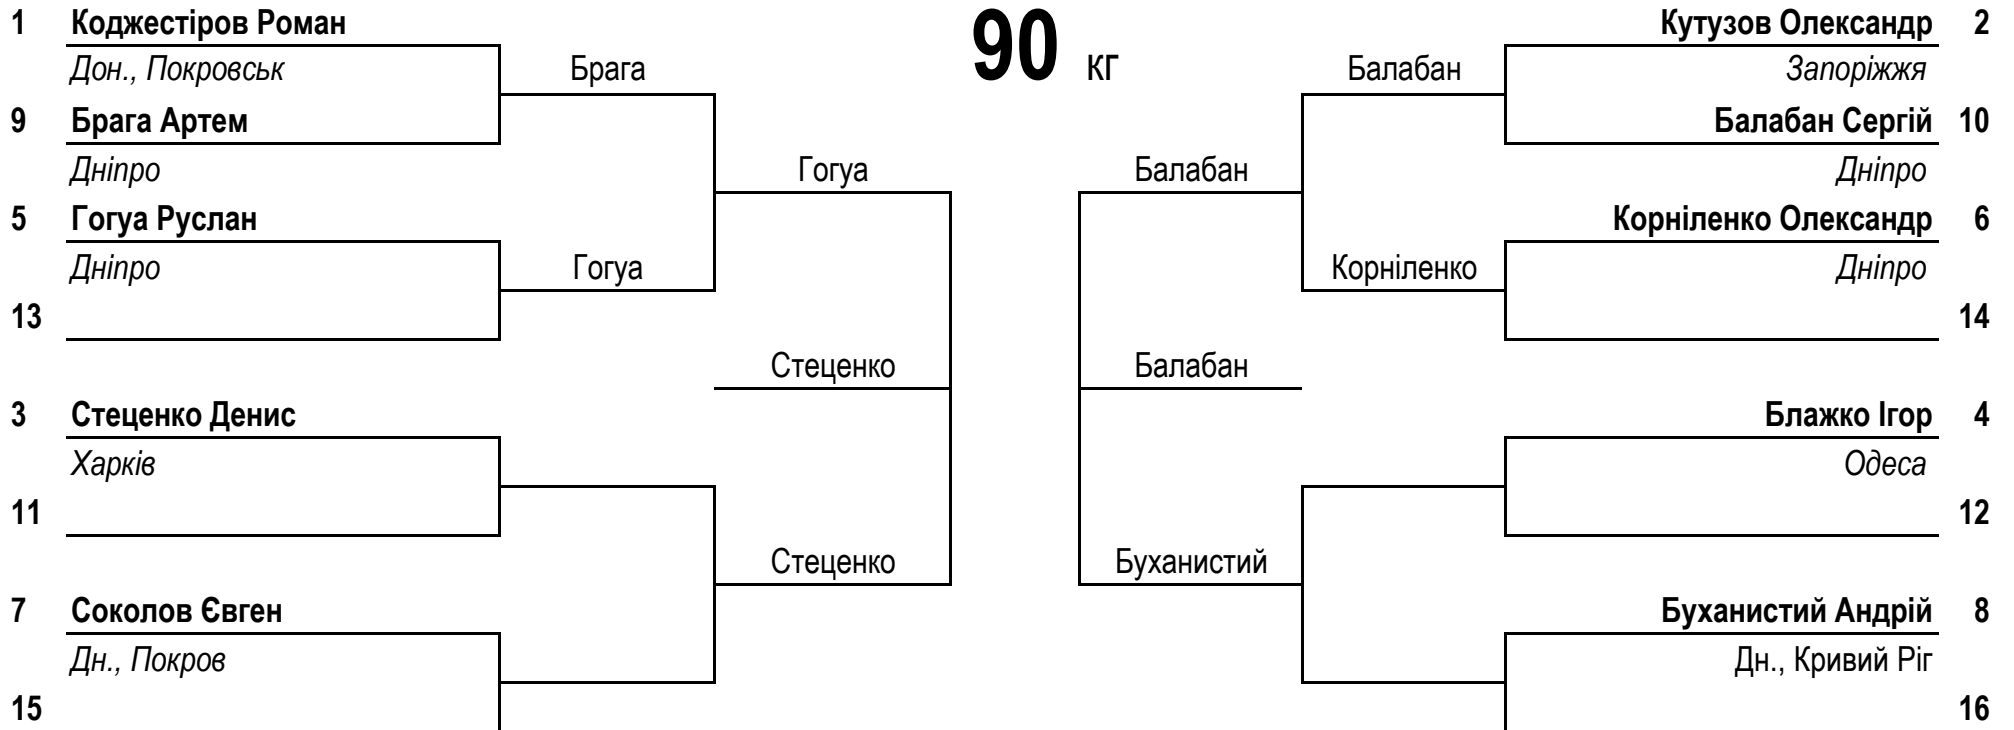 1 Коджестіров Роман
Дон., Покровськ
Брага
9 Брага Артем
Дніпро
Гогуа
5 Гогуа Руслан
Дніпро
Гогуа
13
Стеценко
3 Стеценко Денис
Харків
11
Стеценко
7 Соколов Євген
Дн., Покров
15
90 кг
Кутузов Олександр 2
Балабан
Запоріжжя
Балабан Сергій 10
Балабан
Дніпро
Корніленко Олександр 6
Корніленко
Дніпро
14
Балабан
Блажко Ігор 4
Одеса
12
Буханистий
Буханистий Андрій 8
Дн., Кривий Ріг
16